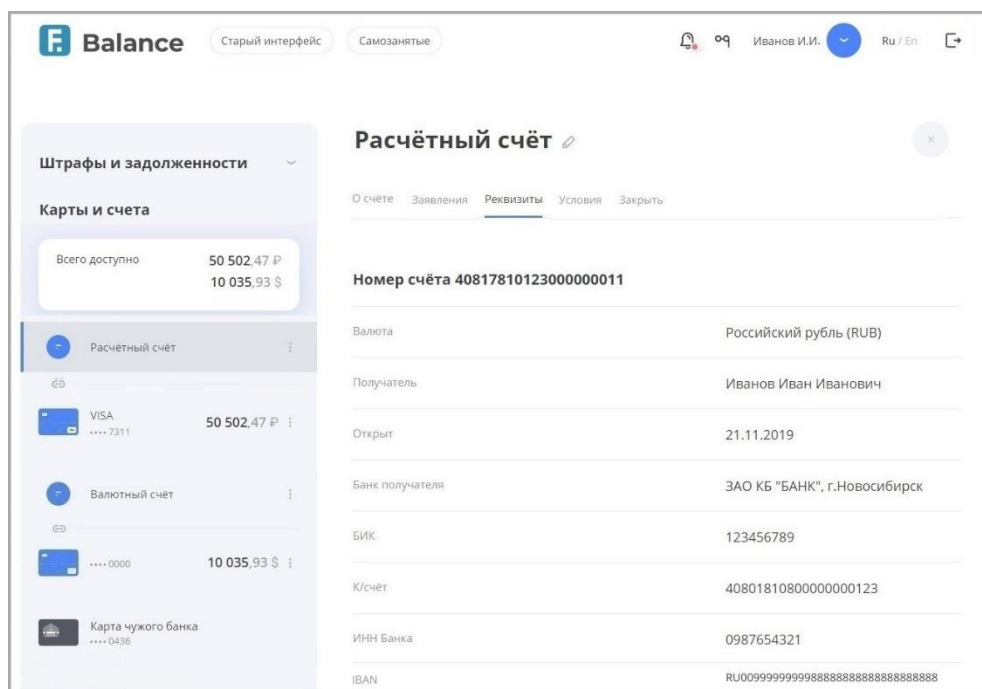 F. Balance
Старый интерфейс
Самозанятые
Иванов И.И.
Ru / En
Штрафы и задолженности
Карты и счета
Всего доступно 50 502,47 ₽
10 035,93 $
Расчётный счёт
VISA
•••• 7311
50 502,47 ₽
Валютный счёт
•••• 0000 10 035,93 $
Карта чужого банка
•••• 0436
Расчётный счёт
О счёте Заявления Реквизиты Условия Закрыть
Номер счёта 40817810123000000011
Валюта Российский рубль (RUB)
Получатель Иванов Иван Иванович
Открыт 21.11.2019
Банк получателя ЗАО КБ "БАНК", г.Новосибирск
БИК 123456789
К/счёт 40801810800000000123
ИНН Банка 0987654321
IBAN